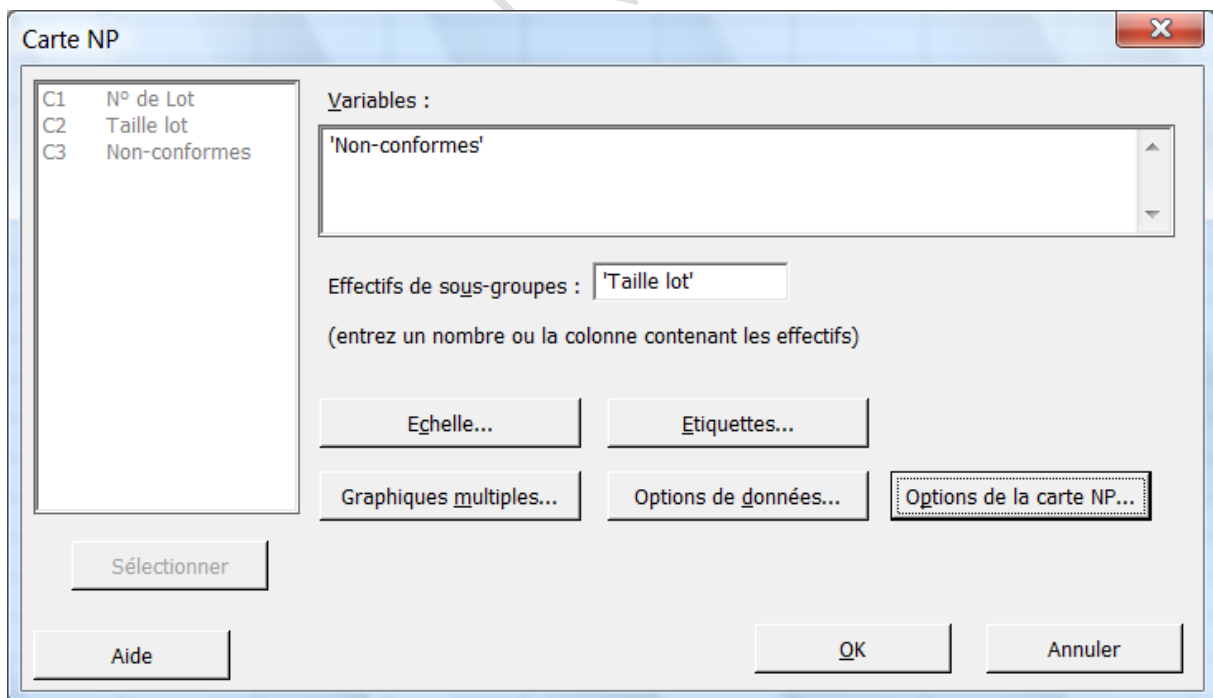 Carte NP
C1 N° de Lot
C2 Taille lot
C3 Non-conformes
Variables :
'Non-conformes'
Effectifs de sous-groupes : 'Taille lot'
(entrez un nombre ou la colonne contenant les effectifs)
Echelle... Etiquettes...
Graphiques multiples... Options de données... Options de la carte NP...
Sélectionner
Aide OK Annuler